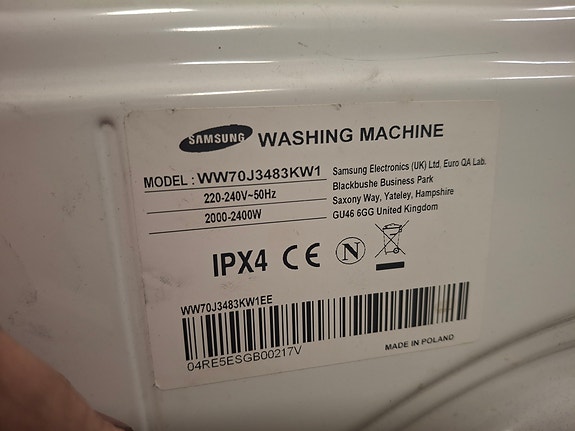 SAMSUNG WASHING MACHINE
MODEL : WW70J3483KW1
220-240V~50Hz
2000-2400W
Samsung Electronics (UK) Ltd, Euro QA Lab.
Blackbushe Business Park
Saxony Way, Yateley, Hampshire
GU46 6GG United Kingdom
IPX4 CE N
WW70J3483KW1EE
04RE5ESGB00217V
MADE IN POLAND